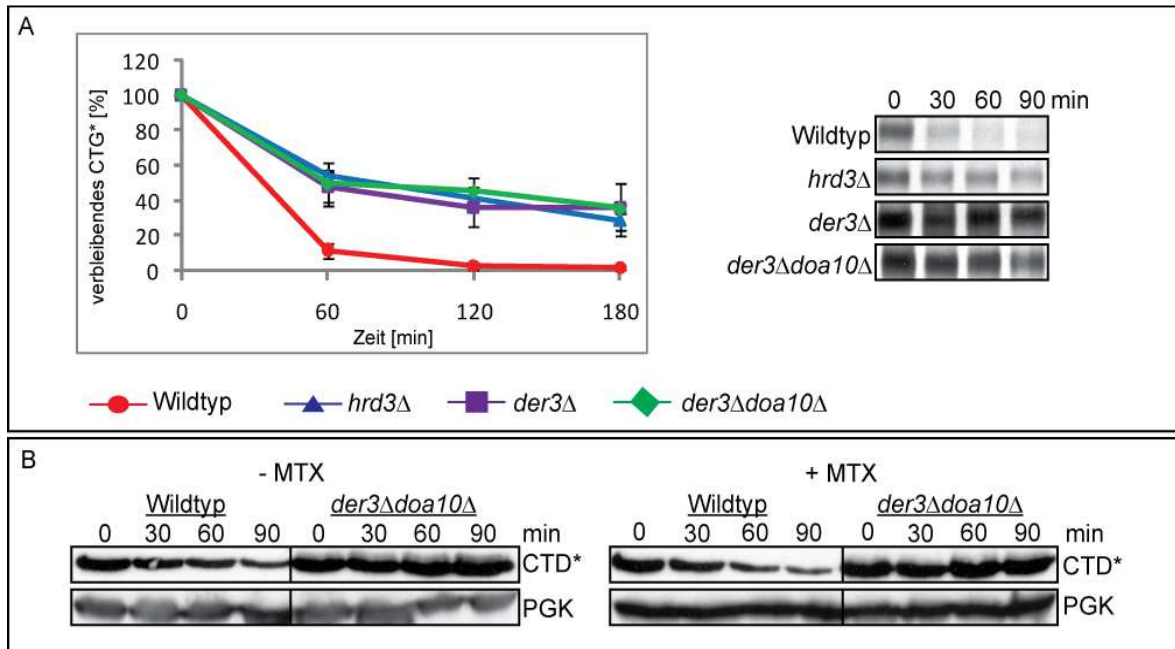 A
verbleibendes CTG* [%]
120
100
80
60
40
20
0
0 60 120 180
Zeit [min]
Wildtyp hrd3Δ der3Δ der3Δdoa10Δ
0 30 60 90 min
Wildtyp
hrd3Δ
der3Δ
der3Δdoa10Δ
B
- MTX
Wildtyp der3Δdoa10Δ
0 30 60 90 0 30 60 90 min
CTD*
PGK
+ MTX
Wildtyp der3Δdoa10Δ
0 30 60 90 0 30 60 90 min
CTD*
PGK